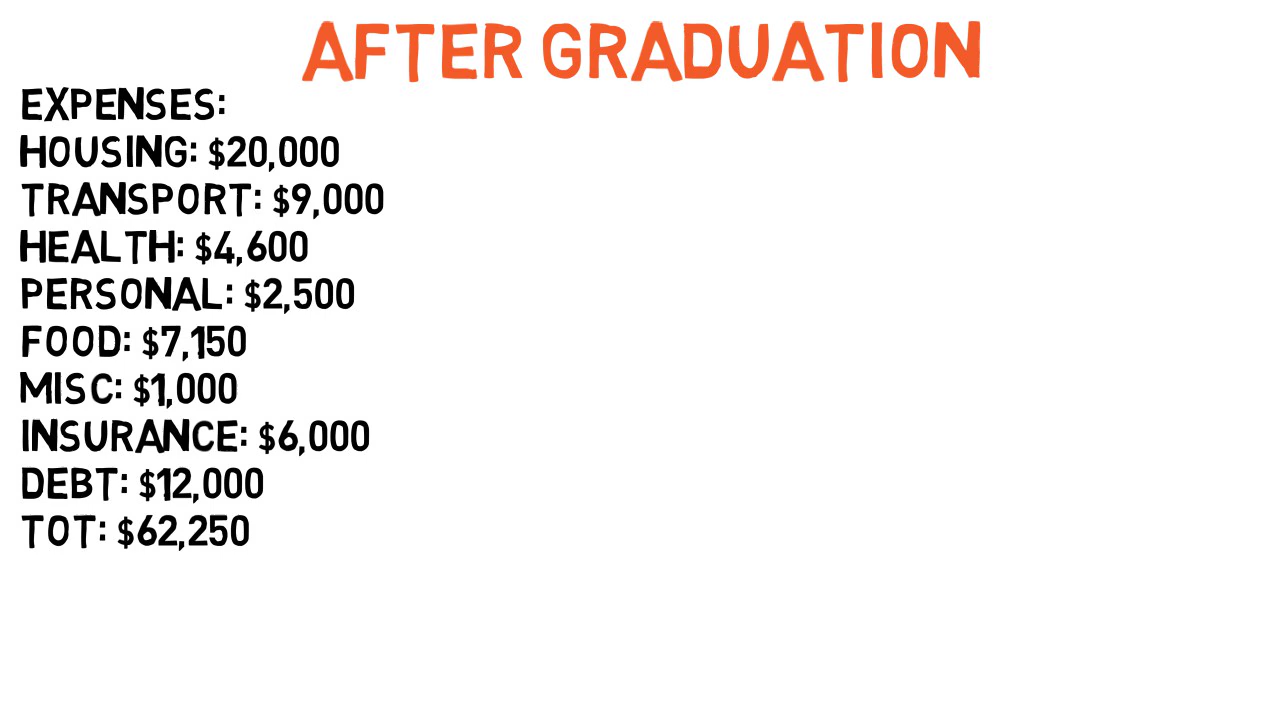 AFTER GRADUATION
EXPENSES:
HOUSING: $20,000
TRANSPORT: $9,000
HEALTH: $4,600
PERSONAL: $2,500
FOOD: $7,150
MISC: $1,000
INSURANCE: $6,000
DEBT: $12,000
TOT: $62,250